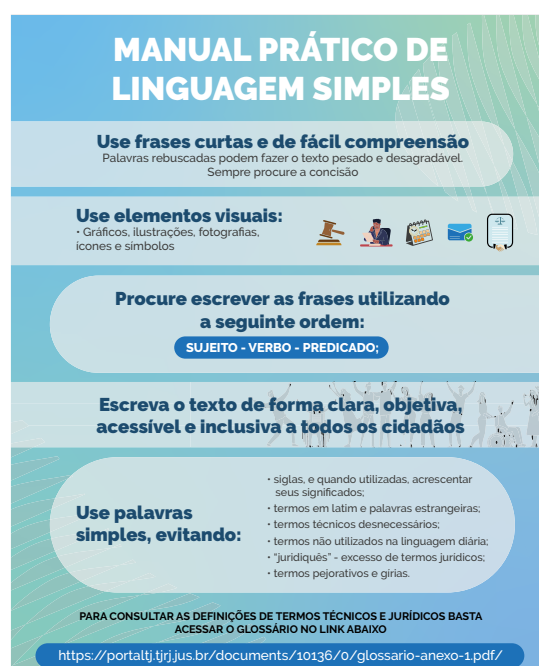 MANUAL PRÁTICO DE
LINGUAGEM SIMPLES
Use frases curtas e de fácil compreensão
Palavras rebuscadas podem fazer o texto pesado e desagradável.
Sempre procure a concisão
Use elementos visuais:
• Gráficos, ilustrações, fotografias,
ícones e símbolos
Procure escrever as frases utilizando
a seguinte ordem:
SUJEITO - VERBO - PREDICADO;
Escreva o texto de forma clara, objetiva,
acessível e inclusiva a todos os cidadãos
Use palavras
simples, evitando:
• siglas, e quando utilizadas, acrescentar
seus significados;
• termos em latim e palavras estrangeiras;
• termos técnicos desnecessários;
• termos não utilizados na linguagem diária;
• “juridiquês” - excesso de termos jurídicos;
• termos pejorativos e gírias.
PARA CONSULTAR AS DEFINIÇÕES DE TERMOS TÉCNICOS E JURÍDICOS BASTA
ACESSAR O GLOSSÁRIO NO LINK ABAIXO
https://portaltj.tjrj.jus.br/documents/10136/0/glossario-anexo-1.pdf/